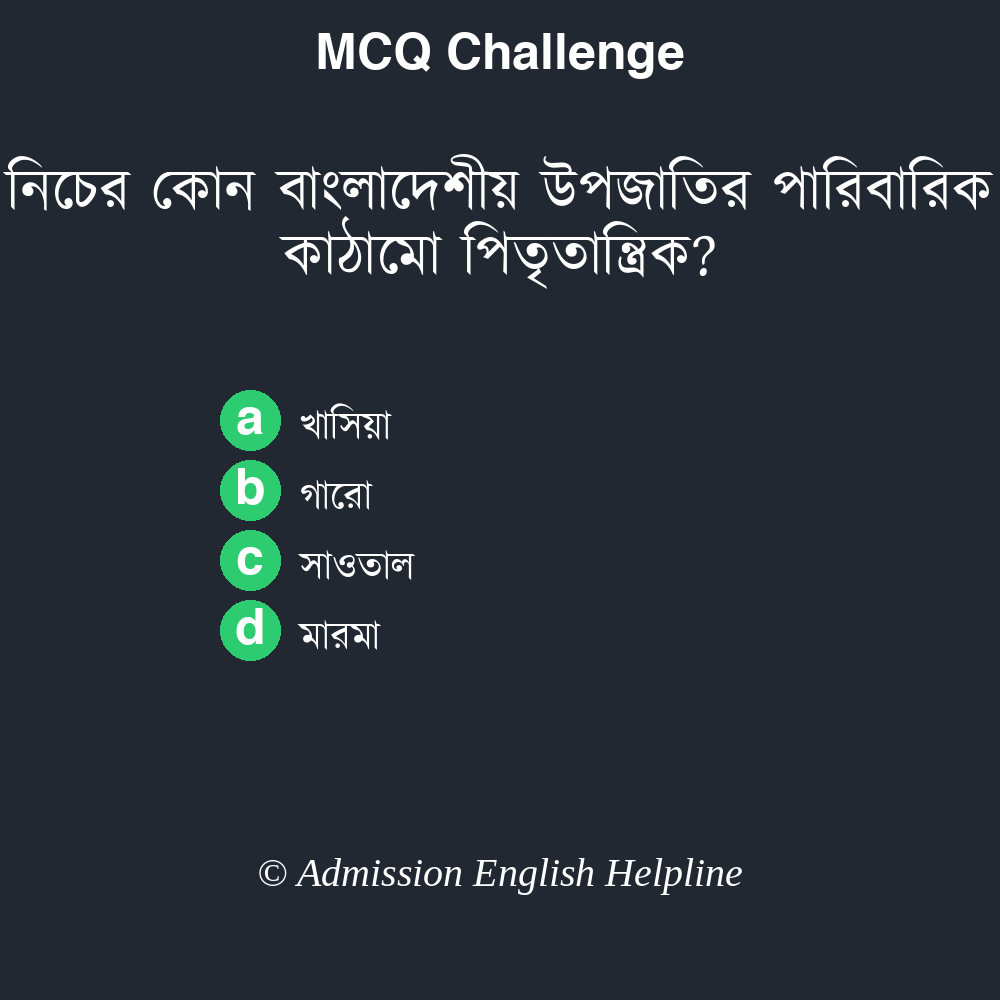 MCQ Challenge
নিচের কোন বাংলাদেশীয় উপজাতির পারিবারিক
কাঠামো পিতৃতান্ত্রিক?
a খাসিয়া
b গারো
c সাওতাল
d মারমা
© Admission English Helpline